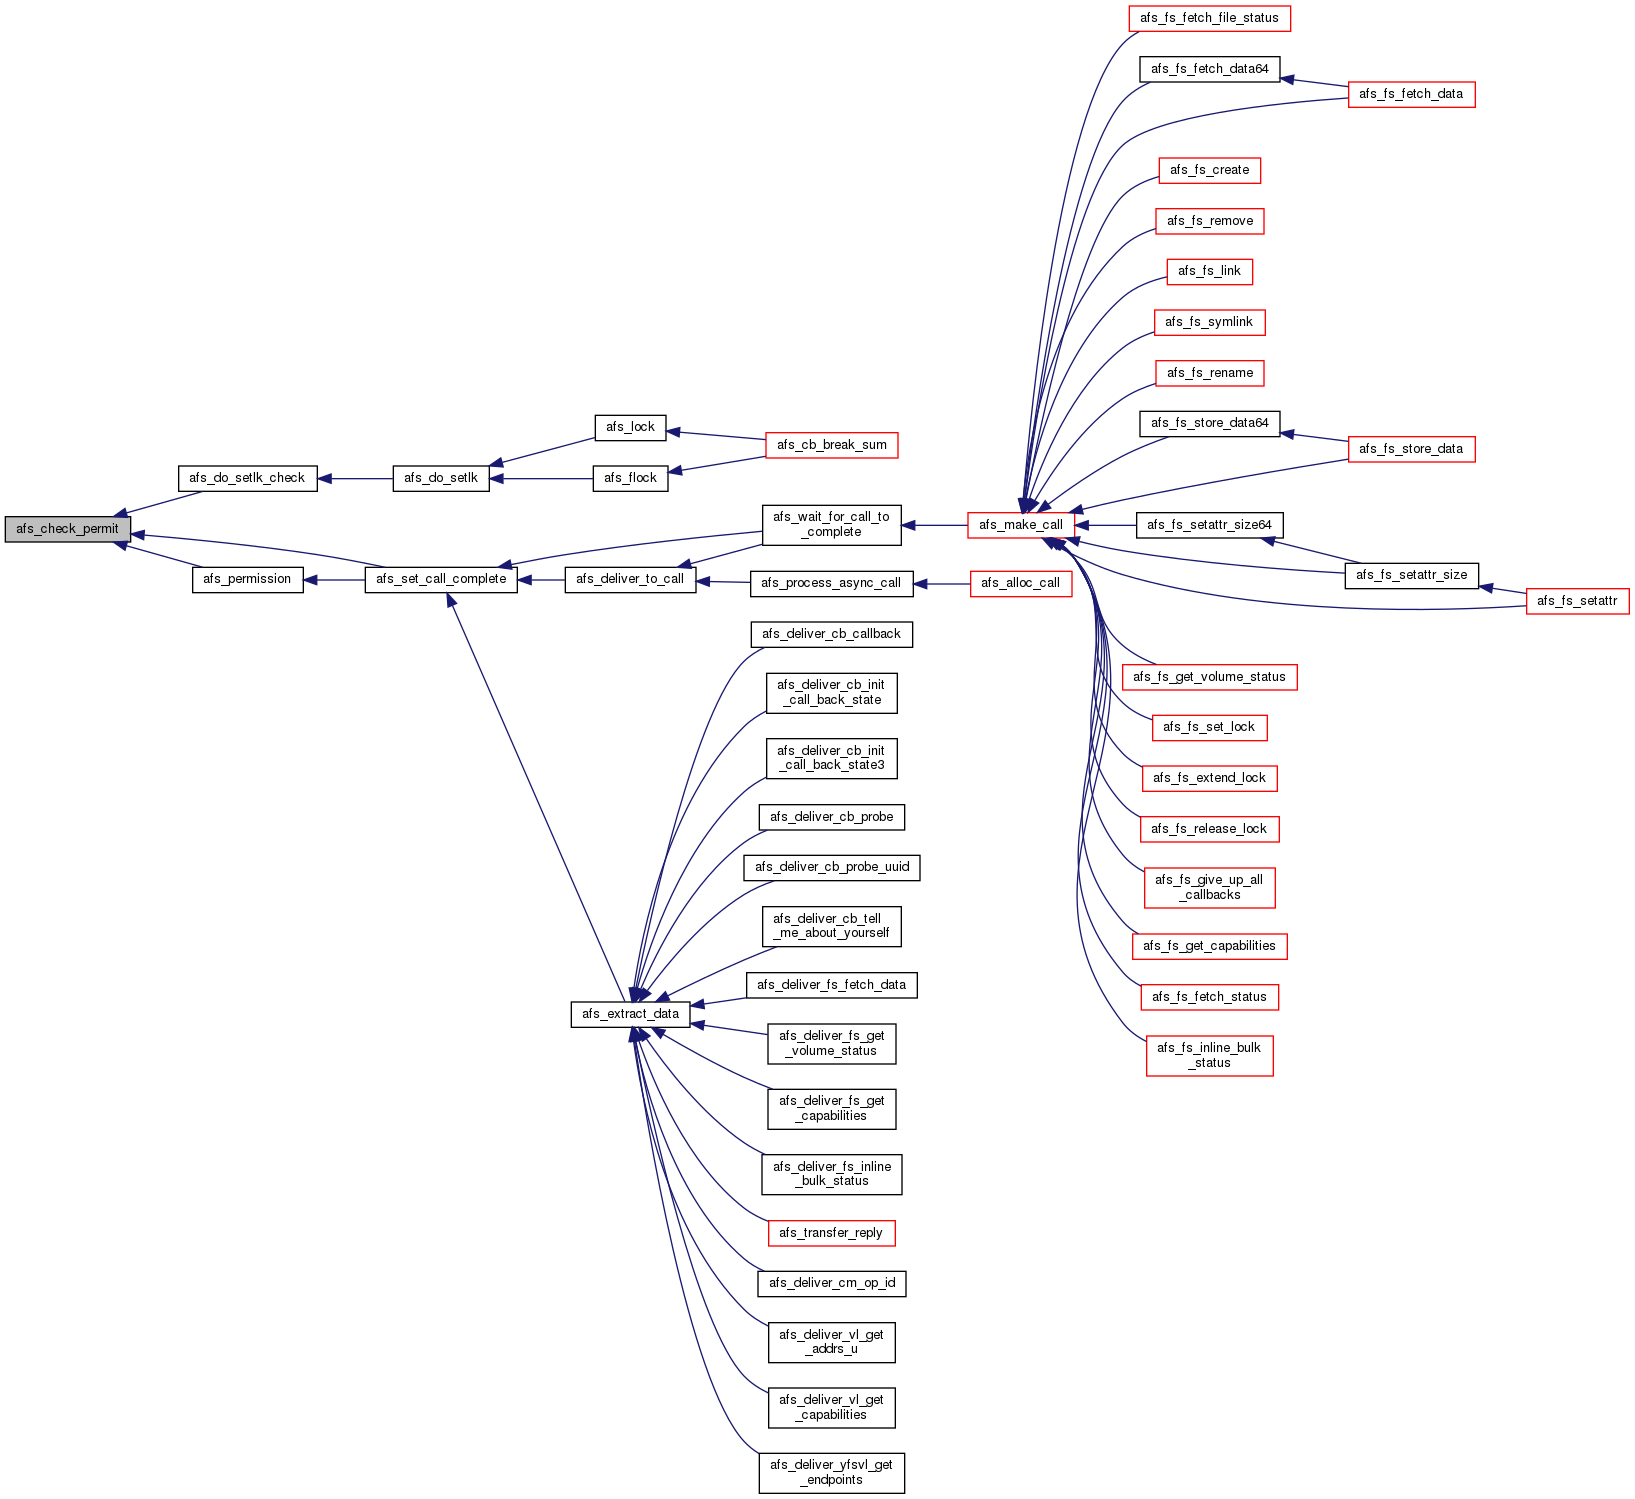 afs_fs_fetch_file_status
afs_fs_fetch_data64
afs_fs_fetch_data
afs_fs_create
afs_fs_remove
afs_fs_link
afs_fs_symlink
afs_fs_rename
afs_fs_store_data64
afs_fs_store_data
afs_lock
afs_cb_break_sum
afs_do_setlk_check
afs_do_setlk
afs_flock
afs_check_permit
afs_wait_for_call_to
_complete
afs_make_call
afs_fs_setattr_size64
afs_permission
afs_set_call_complete
afs_deliver_to_call
afs_process_async_call
afs_alloc_call
afs_fs_setattr_size
afs_fs_setattr
afs_deliver_cb_callback
afs_deliver_cb_init
_call_back_state
afs_deliver_cb_init
_call_back_state3
afs_deliver_cb_probe
afs_deliver_cb_probe_uuid
afs_deliver_cb_tell
_me_about_yourself
afs_deliver_fs_fetch_data
afs_extract_data
afs_deliver_fs_get
_volume_status
afs_deliver_fs_get
_capabilities
afs_deliver_fs_inline
_bulk_status
afs_transfer_reply
afs_deliver_cm_op_id
afs_deliver_vl_get
_addrs_u
afs_deliver_vl_get
_capabilities
afs_deliver_yfsvl_get
_endpoints
afs_fs_get_volume_status
afs_fs_set_lock
afs_fs_extend_lock
afs_fs_release_lock
afs_fs_give_up_all
_callbacks
afs_fs_get_capabilities
afs_fs_fetch_status
afs_fs_inline_bulk
_status